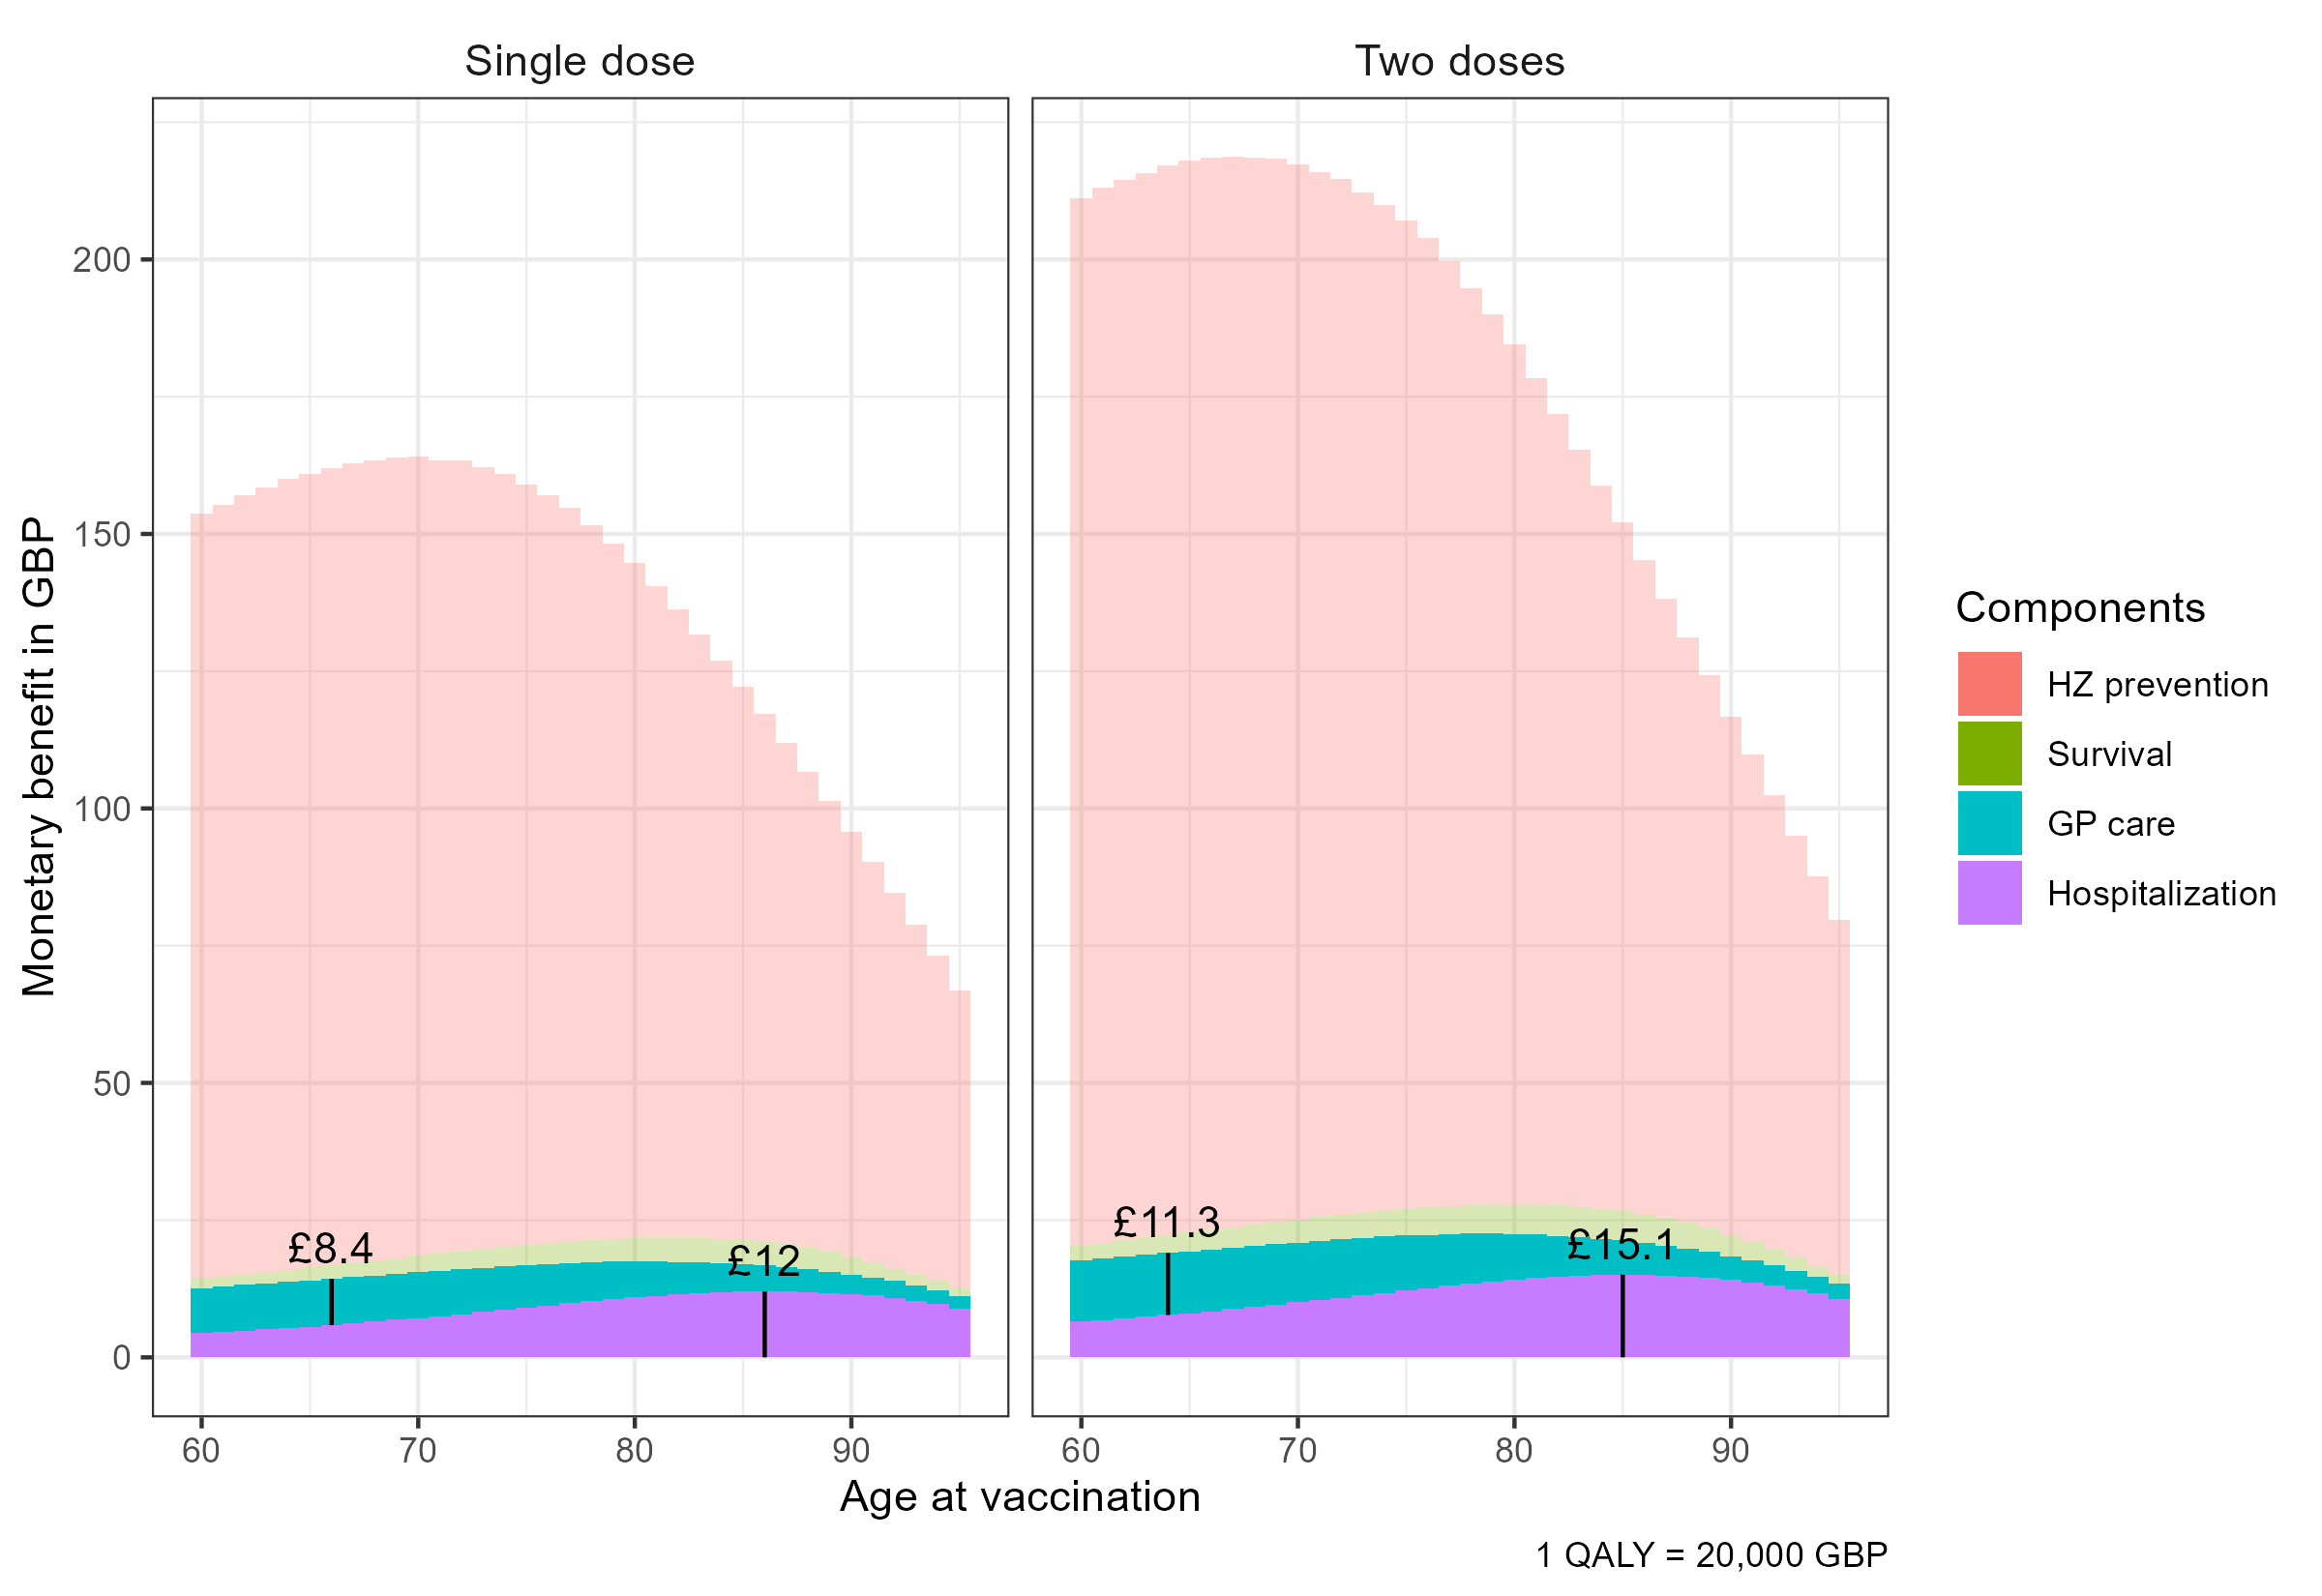 Single dose
Two doses
Monetary benefit in GBP
200
150
100
50
0
£8.4
£12
£11.3
£15.1
60
70
80
90
60
70
80
90
Age at vaccination
1 QALY = 20,000 GBP
Components
HZ prevention
Survival
GP care
Hospitalization